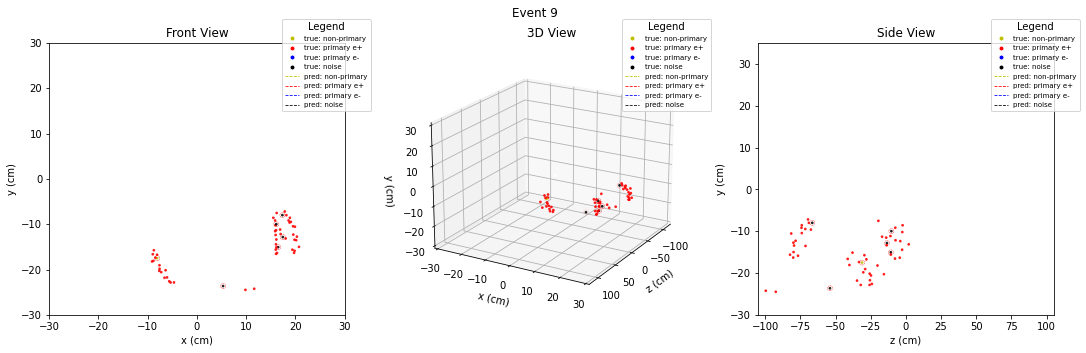 Event 9
Front View
Legend
true: non-primary
true: primary e+
true: primary e-
true: noise
pred: non-primary
pred: primary e+
pred: primary e-
pred: noise
30
20
10
0
−10
−20
−30
y (cm)
−30
−20
−10
0
10
20
30
x (cm)
3D View
Legend
true: non-primary
true: primary e+
true: primary e-
true: noise
pred: non-primary
pred: primary e+
pred: primary e-
pred: noise
30
20
10
0
−10
−20
−30
y (cm)
−30
−20
−10
0
10
20
30
x (cm)
−100
−50
0
50
100
z (cm)
Side View
Legend
true: non-primary
true: primary e+
true: primary e-
true: noise
pred: non-primary
pred: primary e+
pred: primary e-
pred: noise
30
20
10
0
−10
−20
−30
y (cm)
−100
−75
−50
−25
0
25
50
75
100
z (cm)